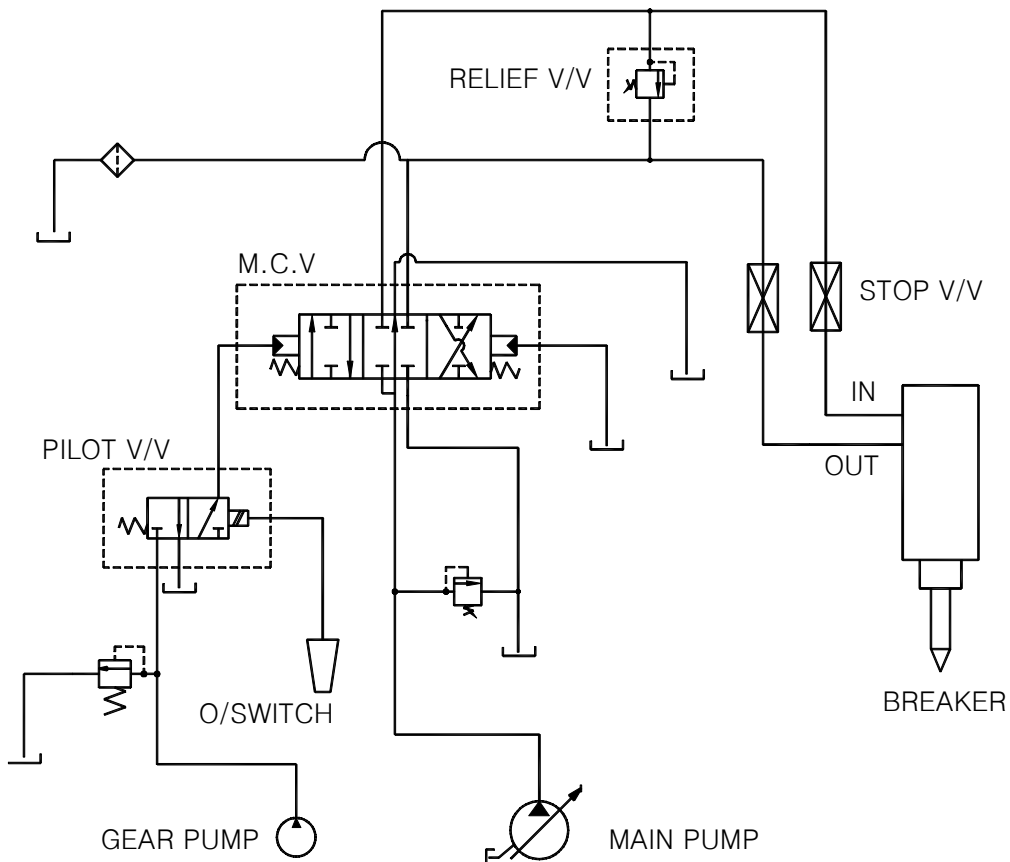 RELIEF V/V
M.C.V
STOP V/V
IN
PILOT V/V
OUT
BREAKER
O/SWITCH
GEAR PUMP
MAIN PUMP